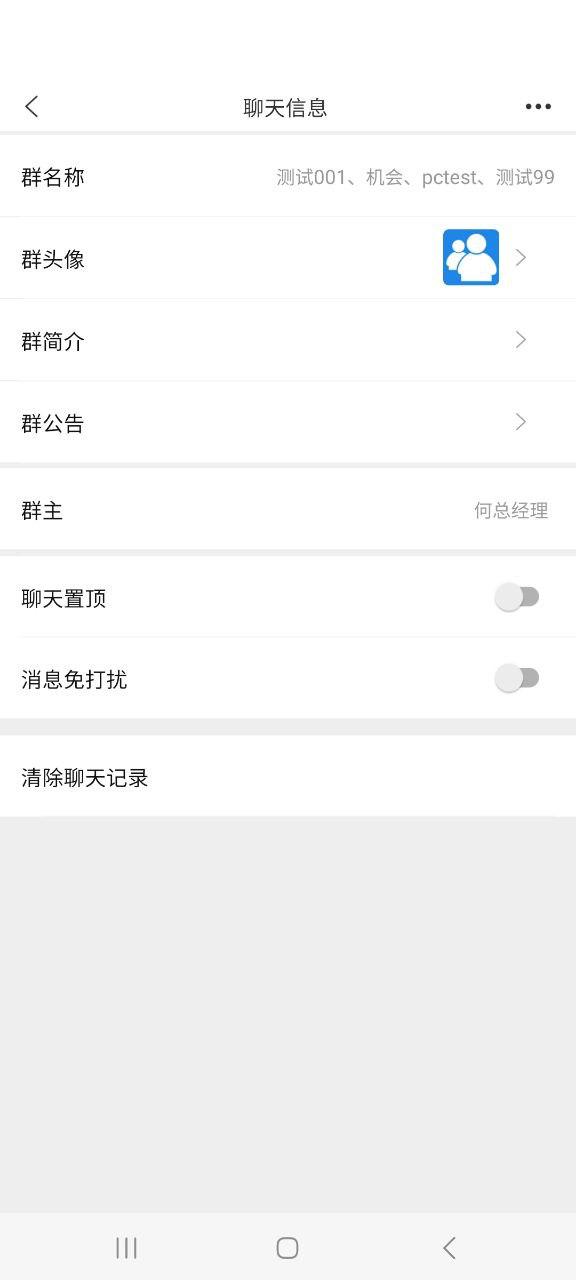 聊天信息
群名称 测试001、机会、pctest、测试99
群头像
群简介
群公告
群主 何总经理
聊天置顶
消息免打扰
清除聊天记录